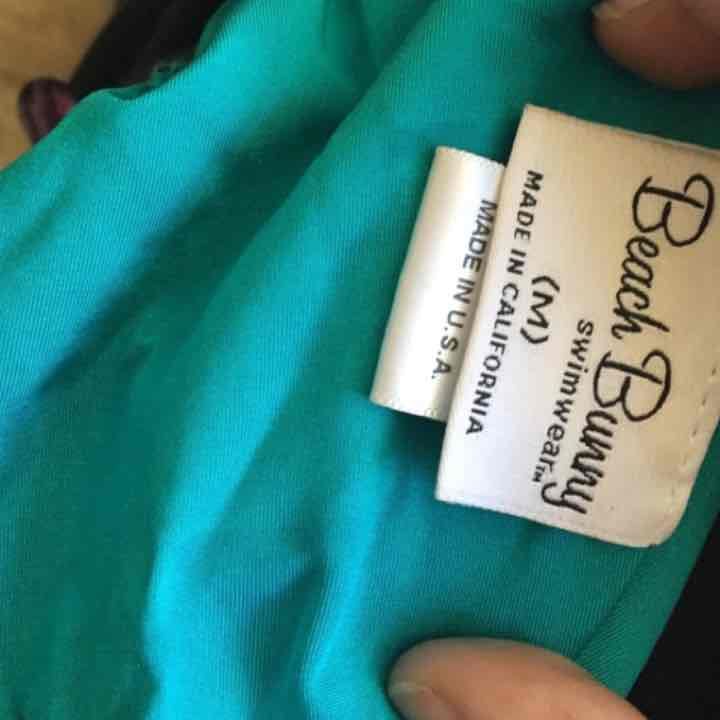 Beach Bunny
swimwear™
(M)
MADE IN CALIFORNIA
MADE IN U.S.A.